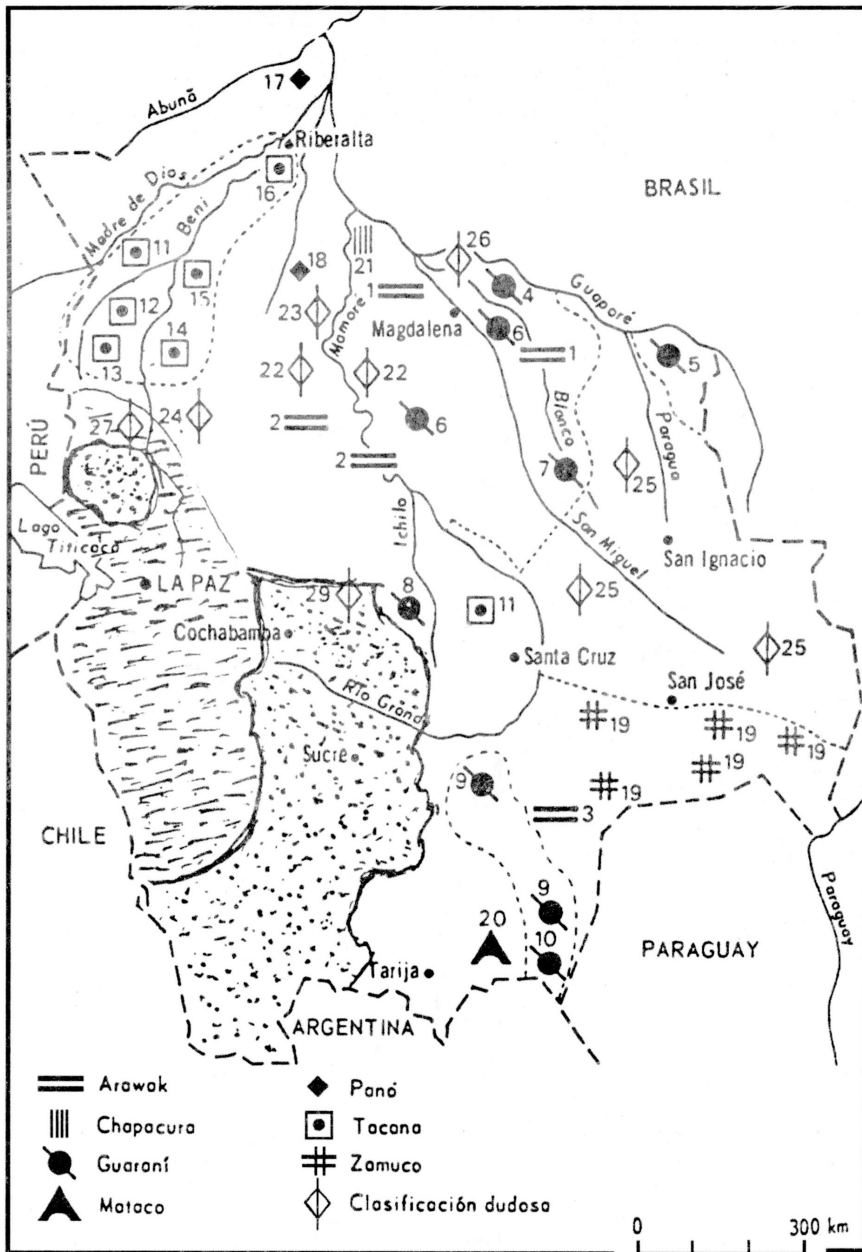 17
Abunã
Riberalta
16
BRASIL
Madre de Dios
Beni
11
26
18
21
4
15
1
Guaporé
12
23
Mamoré
Magdalena
6
14
1
5
13
22
22
Blanco
Paragua
27
24
2
6
PERÚ
2
7
25
Lago
Titicaca
Ichilo
San Miguel
San Ignacio
LA PAZ
29
8
11
25
Cochabamba
Santa Cruz
25
San José
Río Grande
19
19
19
Sucre
19
9
19
3
CHILE
9
20
10
PARAGUAY
Paraguay
Tarija
ARGENTINA
Arawak
Panó
Chapacura
Tacana
Guaraní
Zamuco
Mataco
Clasificación dudosa
0 300 km